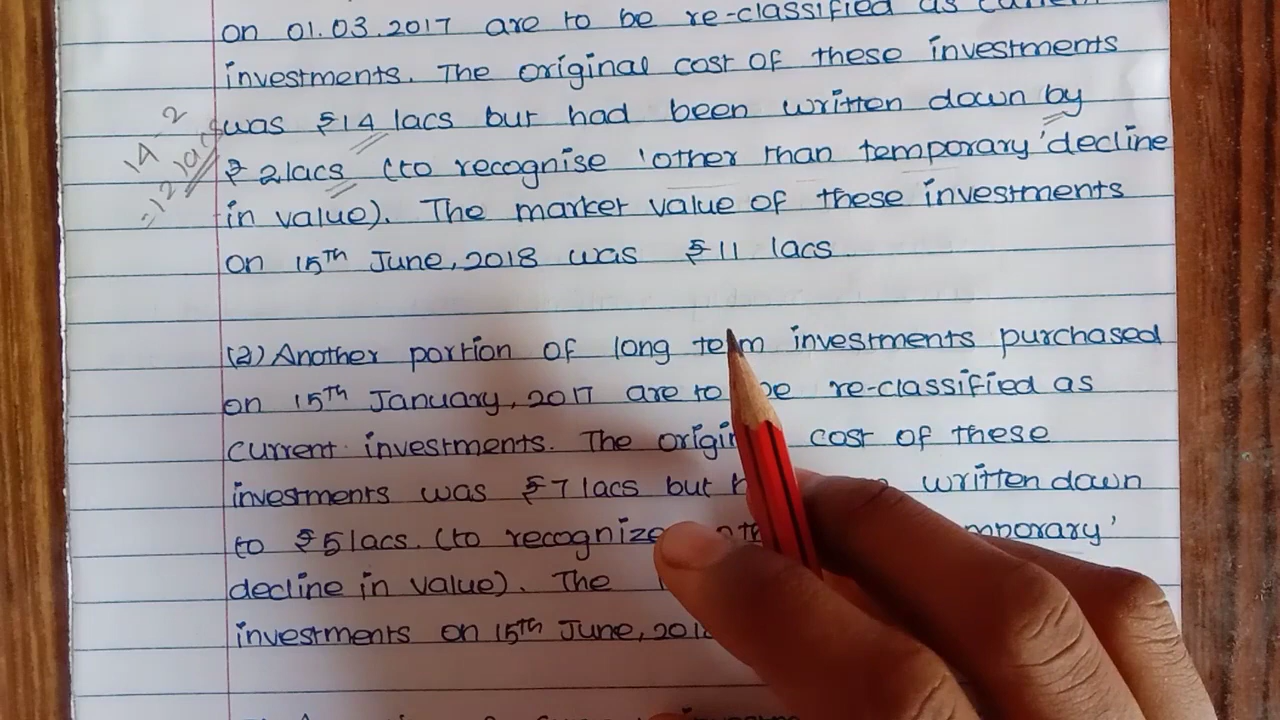 on 01.03.2017 are to be re-classified as
investments. The original cost of these investments
was ₹14 lacs but had been written down by
₹2lacs (to recognise 'other than temporary' decline
in value). The market value of these investments
on 15th June, 2018 was ₹11 lacs
14-2
=12 lacs
(2) Another portion of long term investments purchased
on 15th January, 2017 are to be re-classified as
current investments. The cost of these
investments was ₹7 lacs but written down
to ₹5lacs. (to recognize
decline in value). The
investments on 15th June,